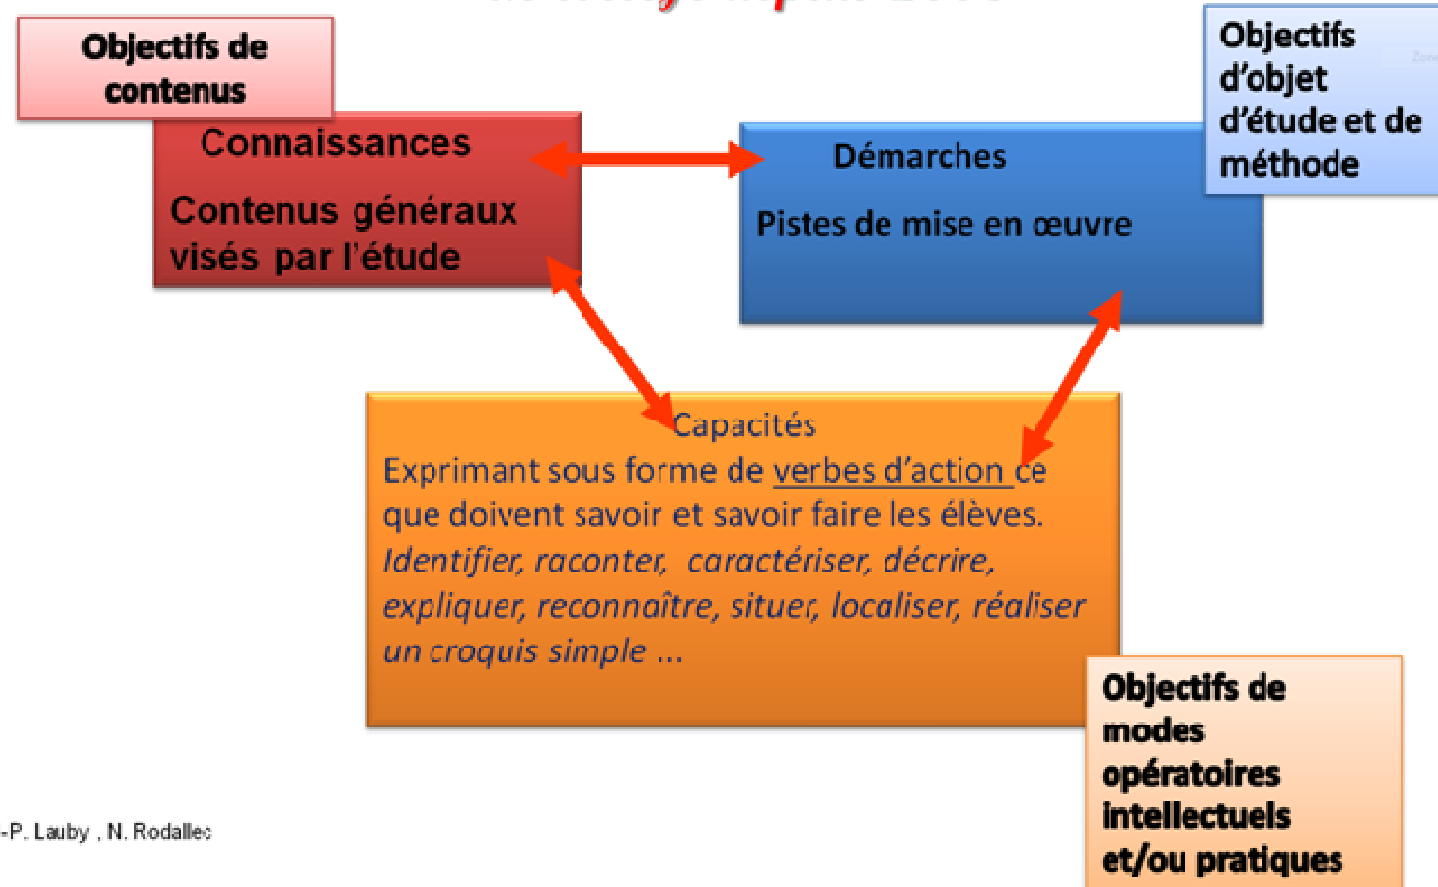 Objectifs de
contenus
Connaissances
Contenus généraux
visés par l'étude
Démarches
Pistes de mise en œuvre
Objectifs
d'objet
d'étude et de
méthode
Capacités
Exprimant sous forme de verbes d'action ce
que doivent savoir et savoir faire les élèves.
Identifier, raconter, caractériser, décrire,
expliquer, reconnaître, situer, localiser, réaliser
un croquis simple ...
Objectifs de
modes
opératoires
intellectuels
et/ou pratiques
-P. Lauby , N. Rodallec